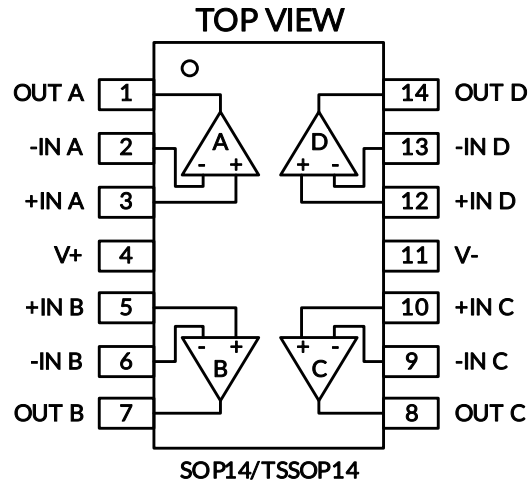 TOP VIEW
OUT A 1 14 OUT D
A D
-IN A 2 13 -IN D
- + + -
+IN A 3 12 +IN D
V+ 4 11 V-
+IN B 5 10 +IN C
- + + -
-IN B 6 9 -IN C
B C
OUT B 7 8 OUT C
SOP14/TSSOP14